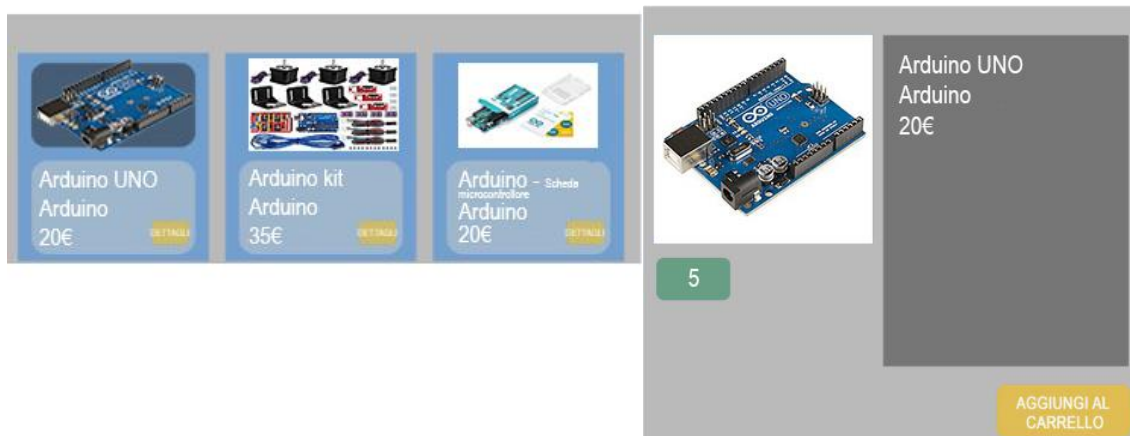 Arduino UNO
Arduino
20€
DETTAGLI
Arduino kit
Arduino
35€
DETTAGLI
Arduino - Scheda
microcontrollore
Arduino
20€
DETTAGLI
UNO
5
Arduino UNO
Arduino
20€
AGGIUNGI AL
CARRELLO